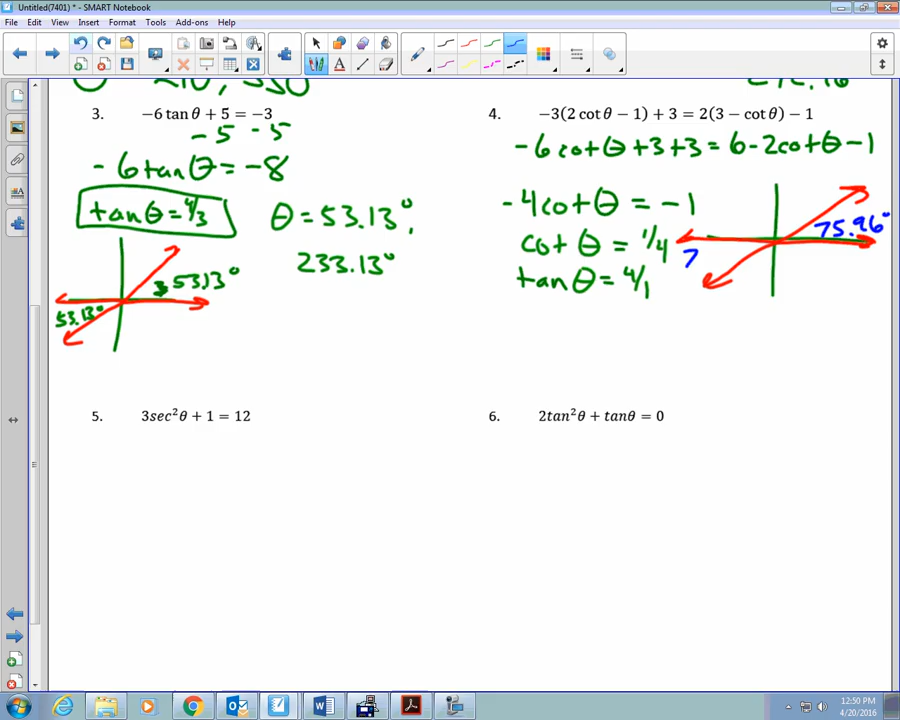 Untitled(7401) * - SMART Notebook
File Edit View Insert Format Tools Add-ons Help
3. −6 tan θ + 5 = −3
- 5 - 5
- 6 tan θ = - 8
tan θ = 4/3
θ = 53.13°,
233.13°
53.13°
53.13°
4. −3(2 cot θ − 1) + 3 = 2(3 − cot θ) − 1
-6 cot θ + 3 + 3 = 6 - 2 cot θ - 1
- 4 cot θ = - 1
cot θ = 1/4
tan θ = 4/1
75.96°
7
5. 3sec²θ + 1 = 12
6. 2tan²θ + tanθ = 0
12:50 PM
4/20/2016